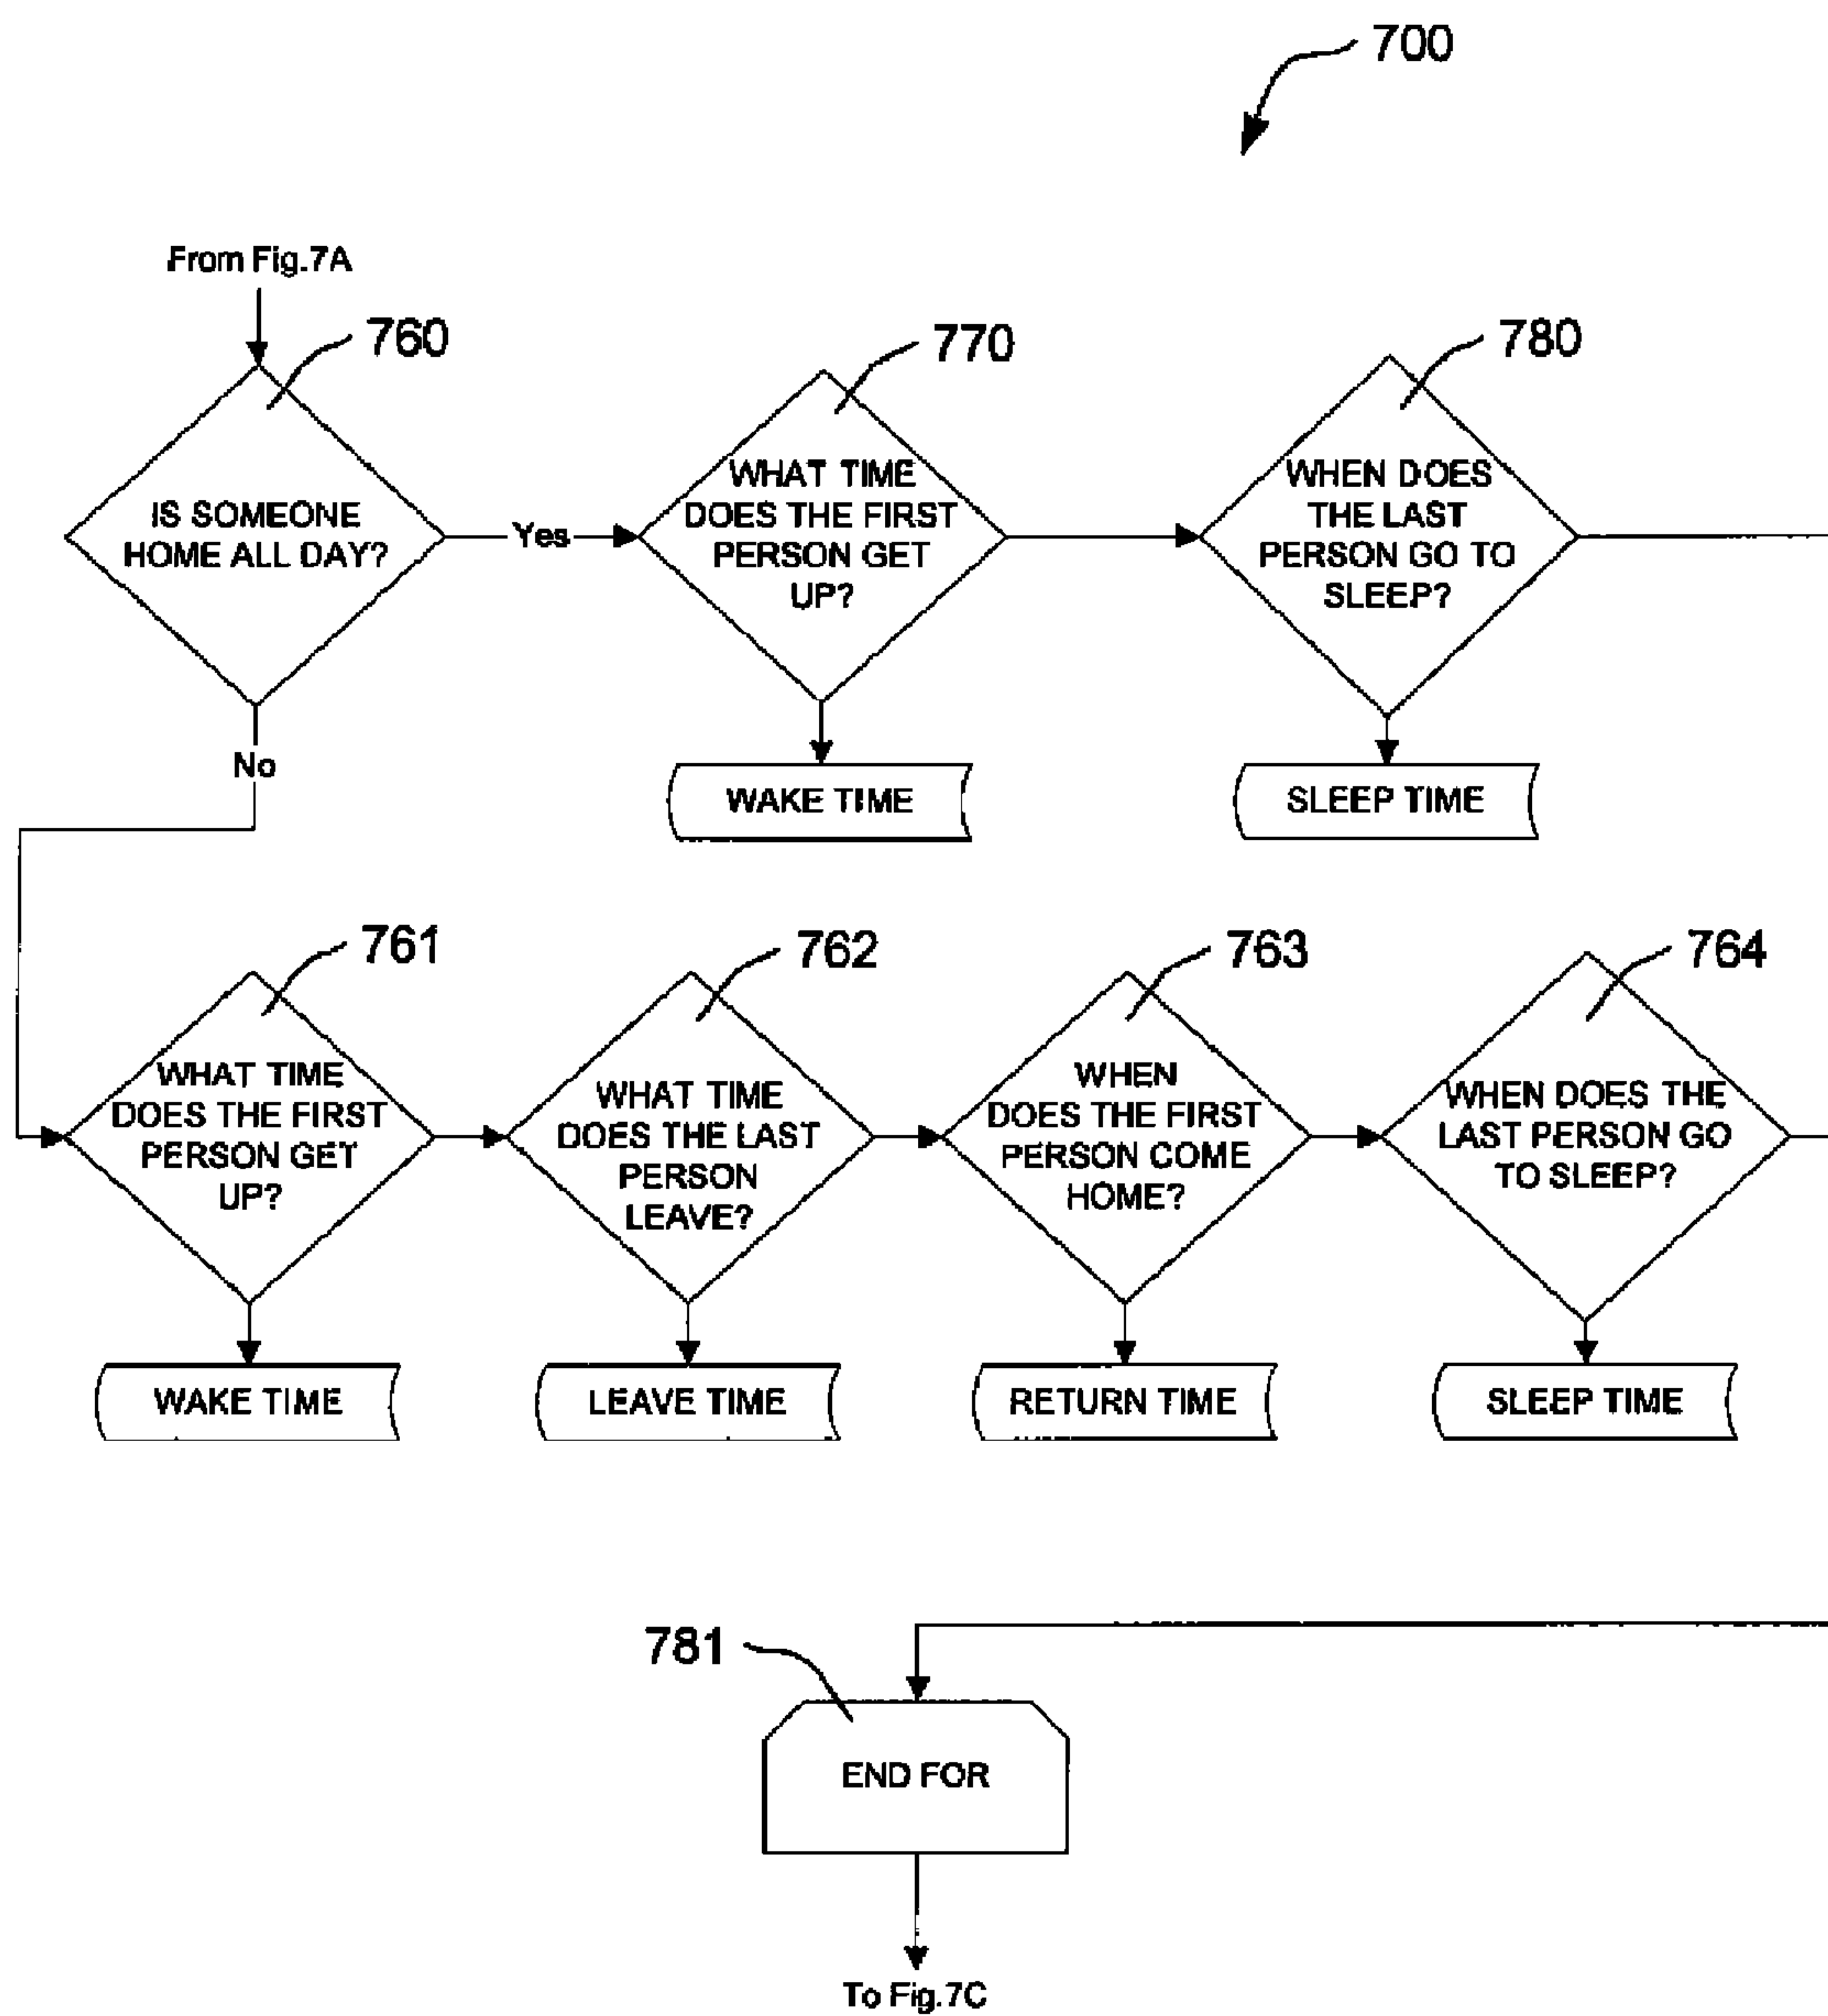 700
From Fig.7A
760
770
780
IS SOMEONE
HOME ALL DAY?
Yes
WHAT TIME
DOES THE FIRST
PERSON GET
UP?
WHEN DOES
THE LAST
PERSON GO TO
SLEEP?
No
WAKE TIME
SLEEP TIME
761
762
763
764
WHAT TIME
DOES THE FIRST
PERSON GET
UP?
WHAT TIME
DOES THE LAST
PERSON
LEAVE?
WHEN
DOES THE FIRST
PERSON COME
HOME?
WHEN DOES THE
LAST PERSON GO
TO SLEEP?
WAKE TIME
LEAVE TIME
RETURN TIME
SLEEP TIME
781
END FOR
To Fig.7C